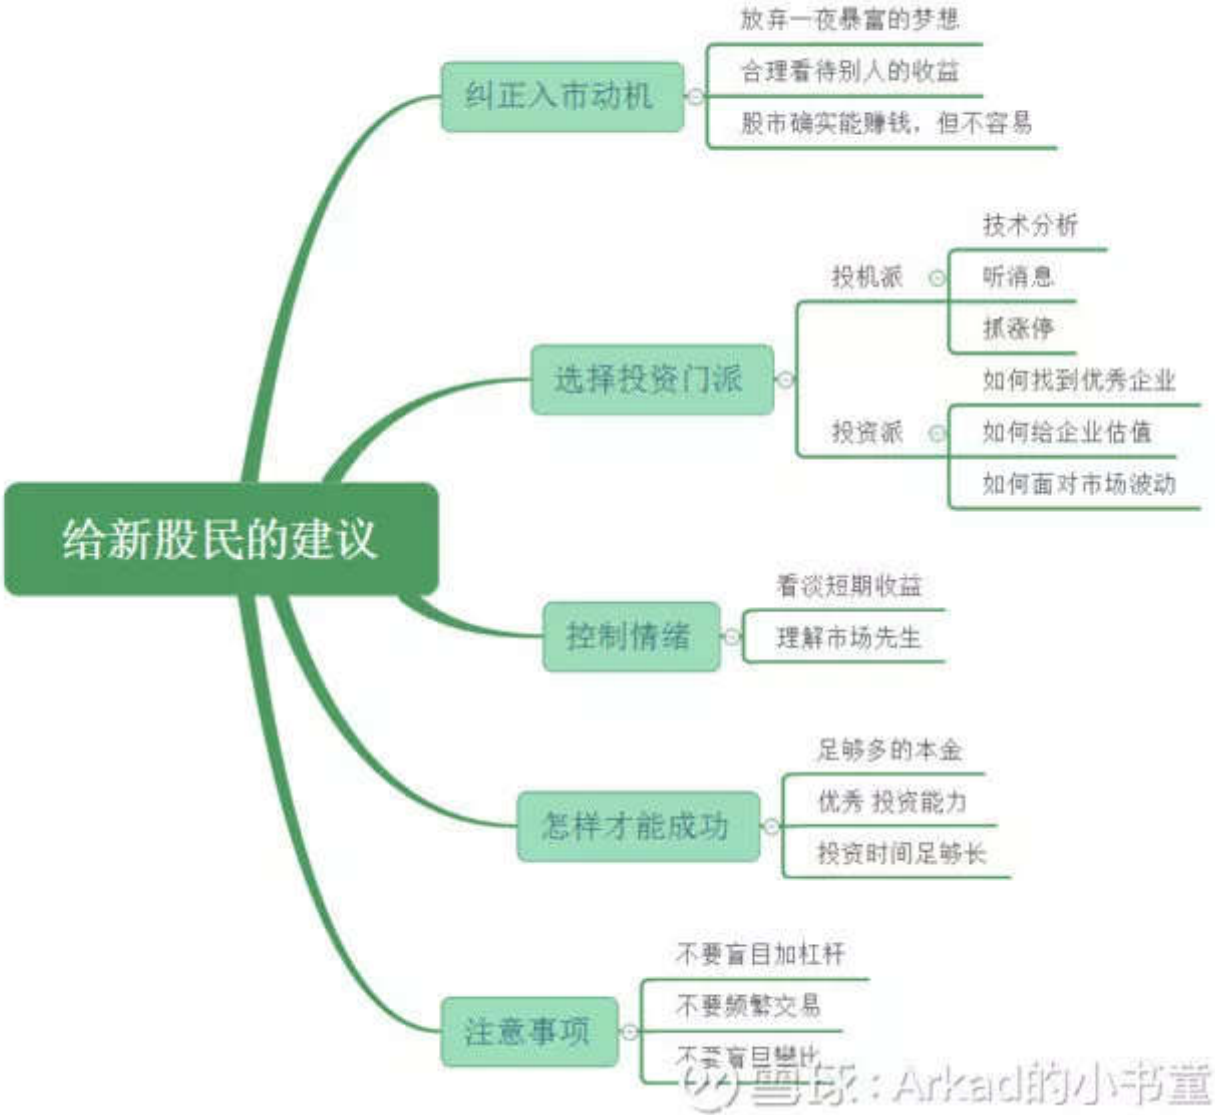 给新股民的建议
纠正入市动机
放弃一夜暴富的梦想
合理看待别人的收益
股市确实能赚钱，但不容易
选择投资门派
投机派
技术分析
听消息
抓涨停
投资派
如何找到优秀企业
如何给企业估值
如何面对市场波动
控制情绪
看淡短期收益
理解市场先生
怎样才能成功
足够多的本金
优秀 投资能力
投资时间足够长
注意事项
不要盲目加杠杆
不要频繁交易
不要盲目攀比
雪球：Arkad的小书童